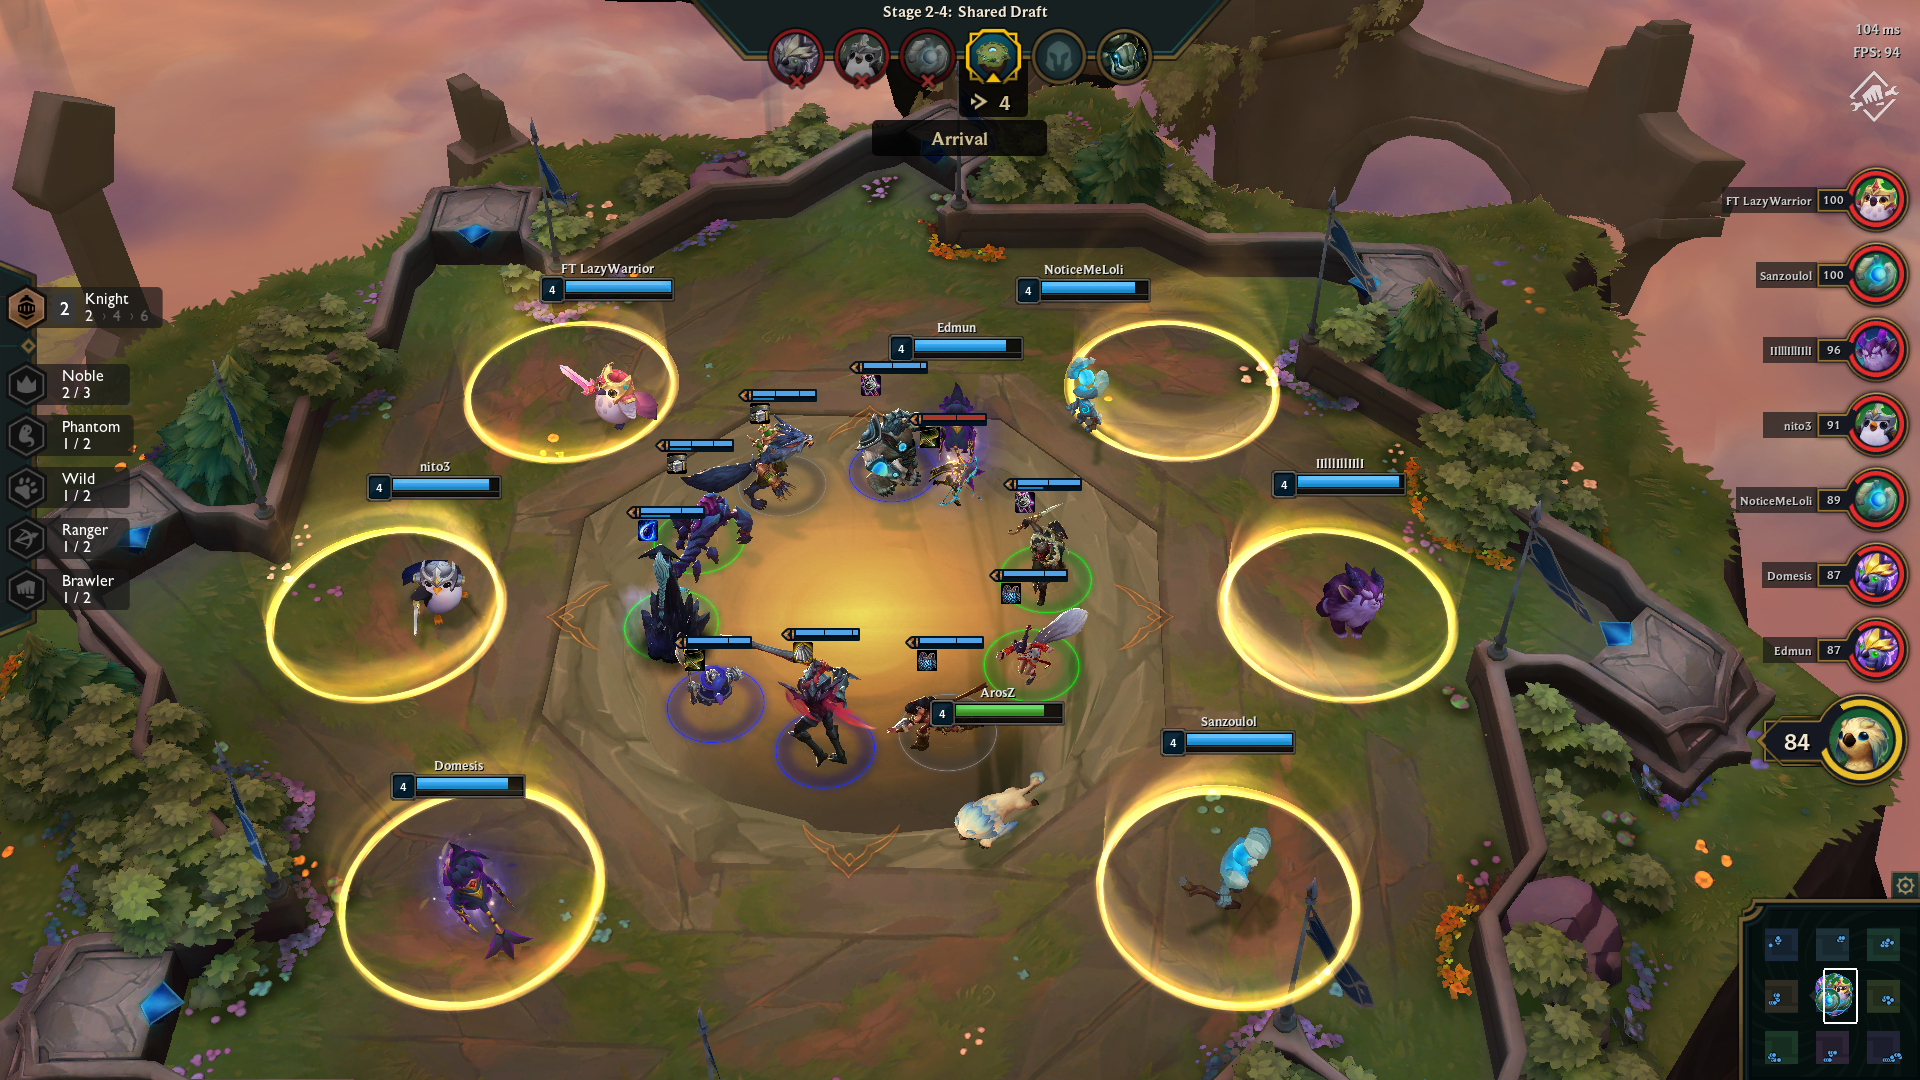 Stage 2-4: Shared Draft
4
Arrival
104 ms
FPS: 94
FT LazyWarrior 100
Sanzoulol 100
IIIIIIIIIIII 96
nito3 91
NoticeMeLoli 89
Domesis 87
Edmun 87
84
2 Knight
2 › 4 › 6
Noble
2 / 3
Phantom
1 / 2
Wild
1 / 2
Ranger
1 / 2
Brawler
1 / 2
FT LazyWarrior
4
NoticeMeLoli
4
Edmun
4
nito3
4
IIIIIIIIIIII
4
ArosZ
4
Sanzoulol
4
Domesis
4